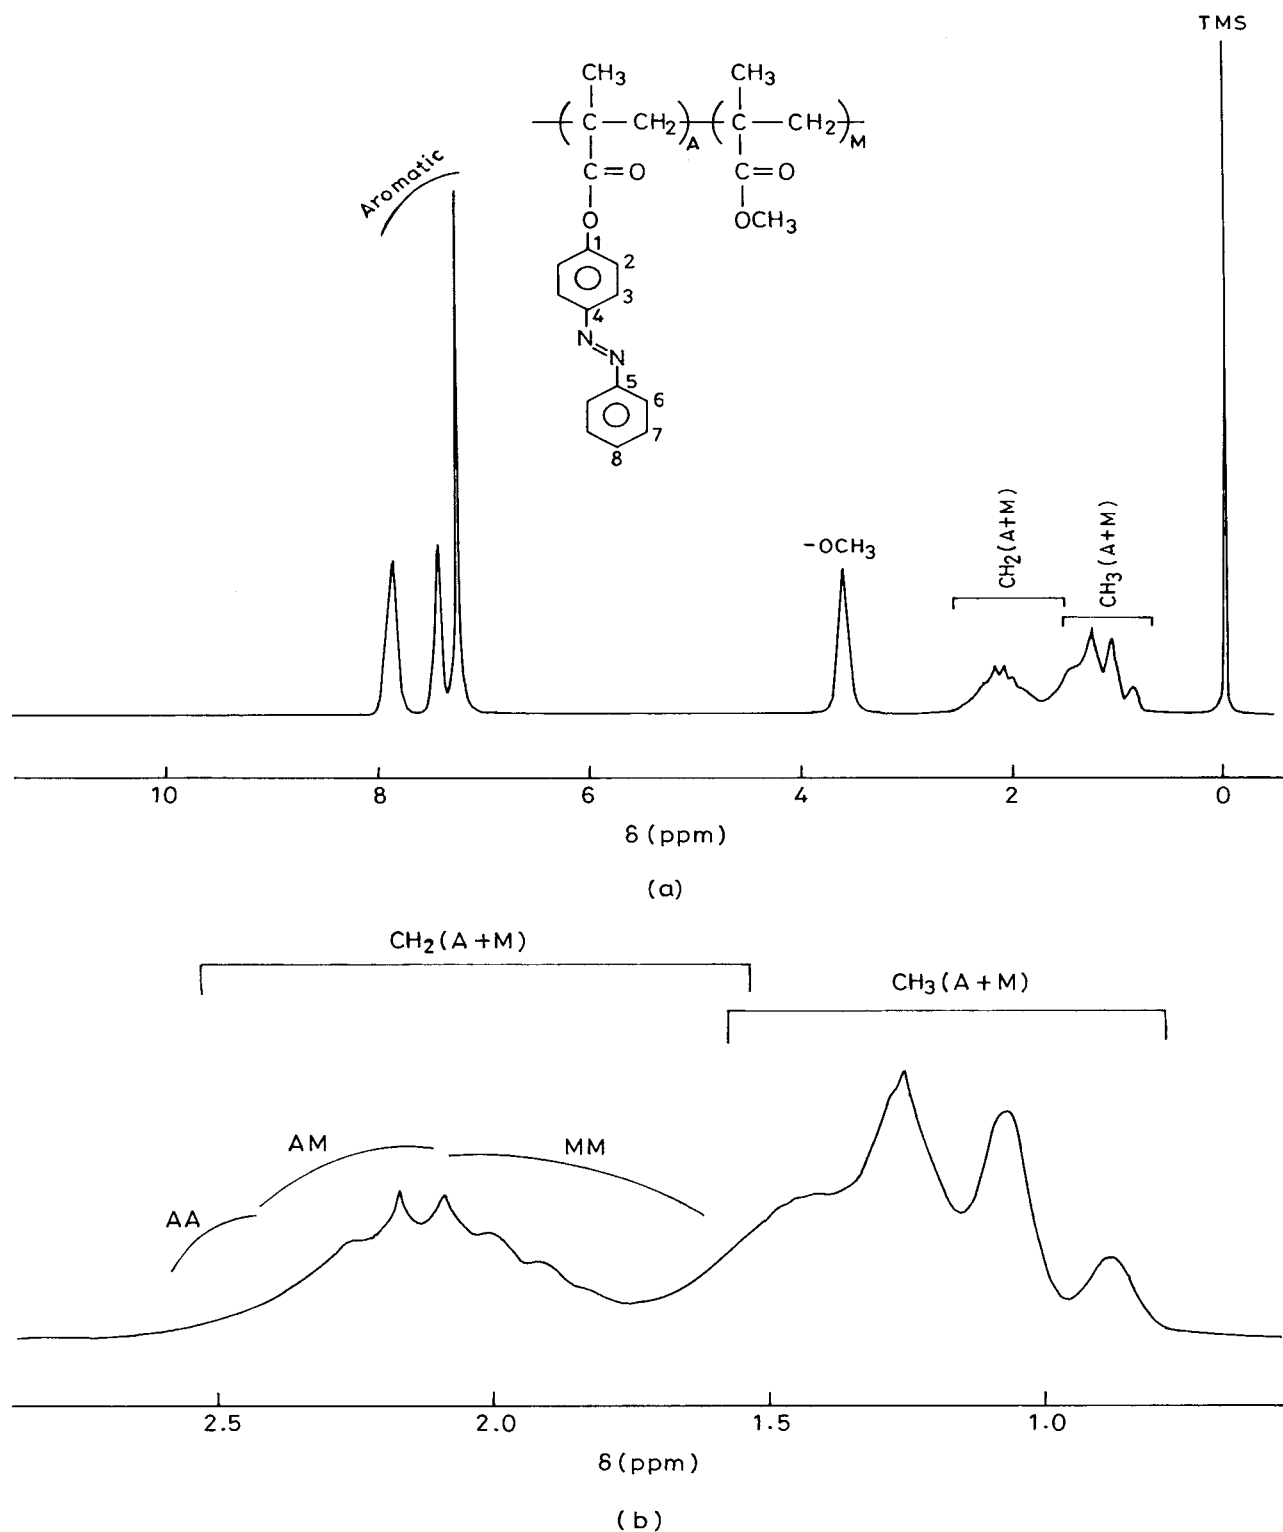 TMS
CH3 CH3
( C — CH2 )A ( C — CH2 )M
C=O C=O
O OCH3
Aromatic
1
2
3
4
N=N
5
6
7
8
-OCH3
CH2(A+M)
CH3(A+M)
10 8 6 4 2 0
δ (ppm)
(a)
CH2(A+M)
CH3(A+M)
AM MM
AA
2.5 2.0 1.5 1.0
δ (ppm)
(b)